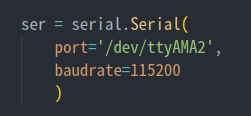 ser = serial.Serial(
    port='/dev/ttyAMA2',
    baudrate=115200
    )